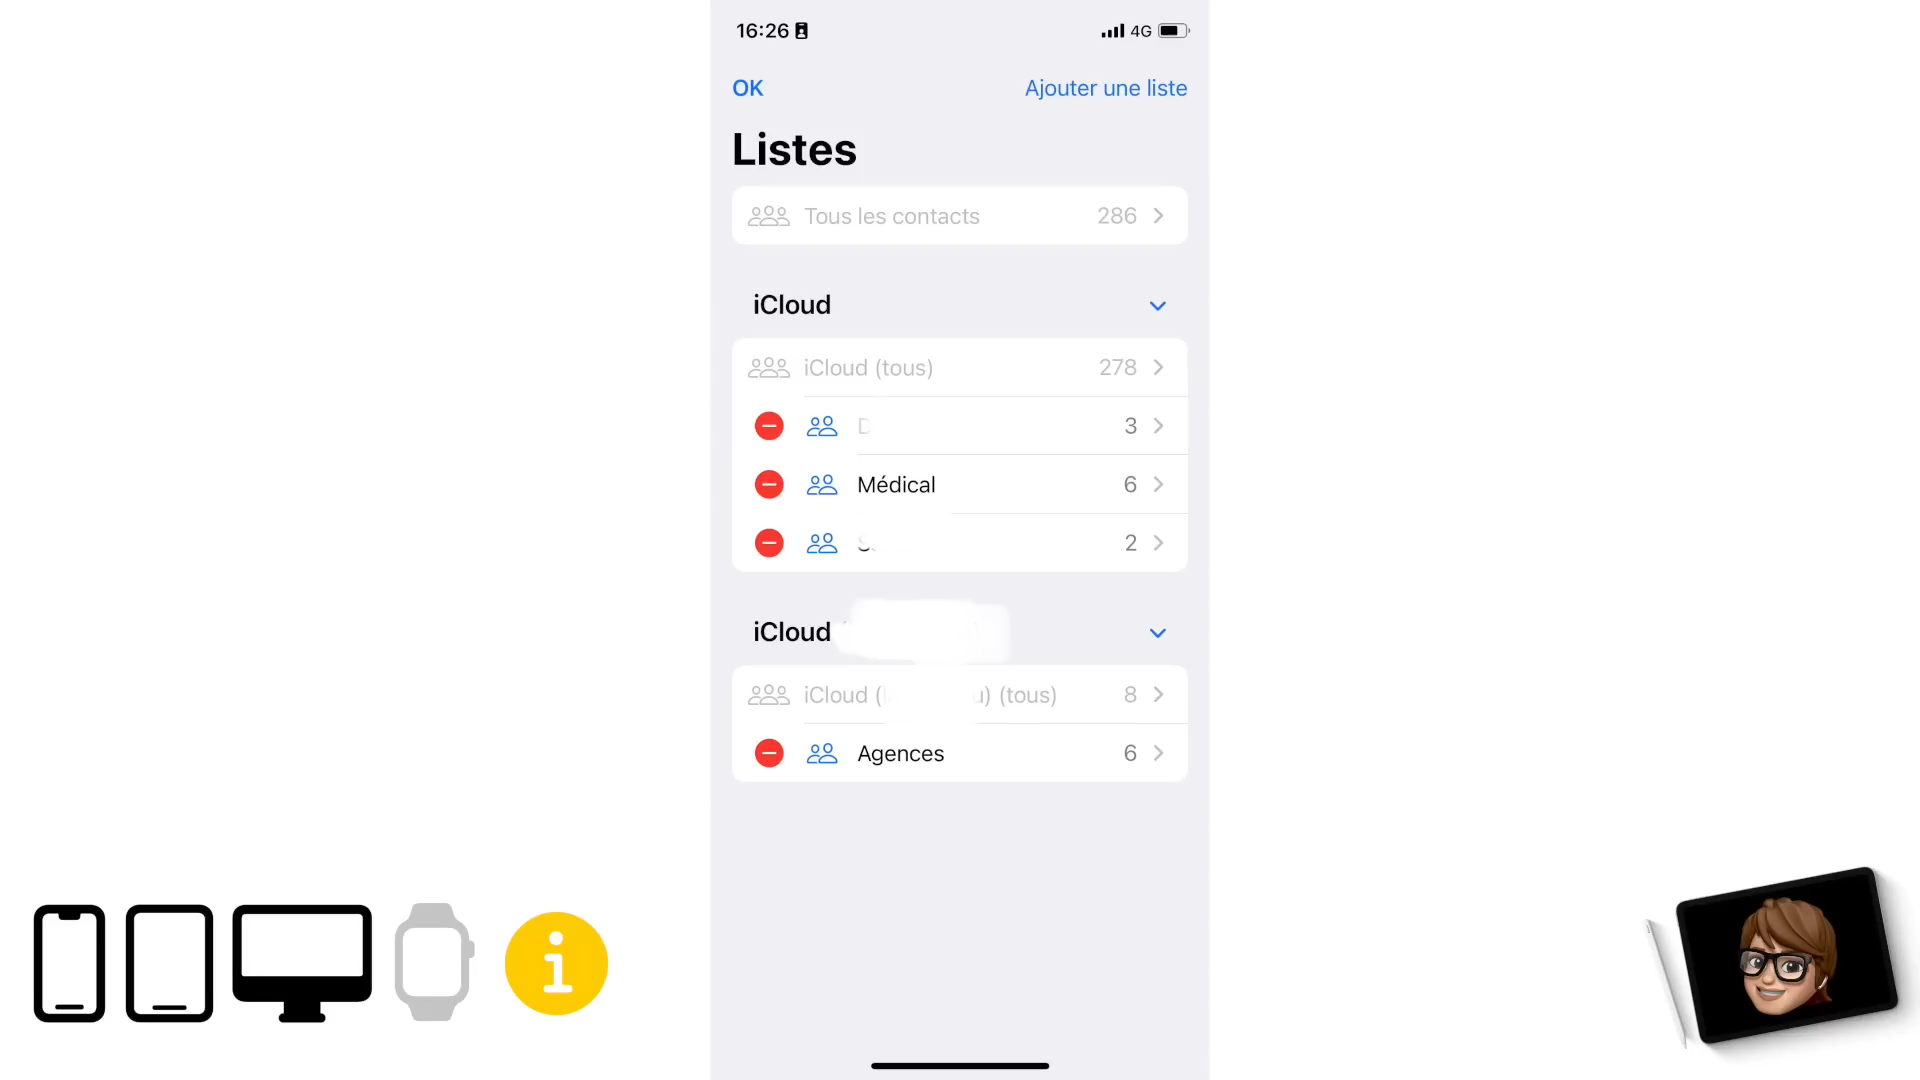 16:26
4G
OK
Ajouter une liste
Listes
Tous les contacts 286
iCloud
iCloud (tous) 278
D 3
Médical 6
2
iCloud
iCloud ( u) (tous) 8
Agences 6